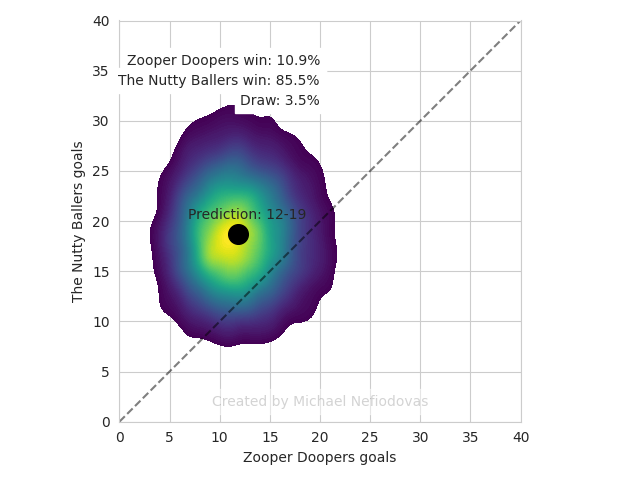 40
35
30
25
20
15
10
5
0
The Nutty Ballers goals
Zooper Doopers win: 10.9%
The Nutty Ballers win: 85.5%
Draw: 3.5%
Prediction: 12-19
Created by Michael Nefiodovas
0 5 10 15 20 25 30 35 40
Zooper Doopers goals